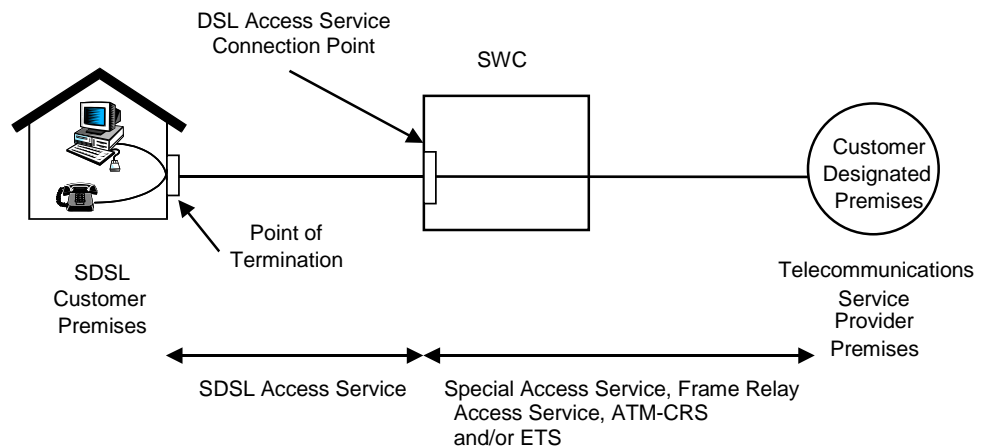 DSL Access Service
Connection Point
SWC
Customer
Designated
Premises
Point of
Termination
SDSL
Customer
Premises
Telecommunications
Service
Provider
Premises
SDSL Access Service
Special Access Service, Frame Relay
Access Service, ATM-CRS
and/or ETS